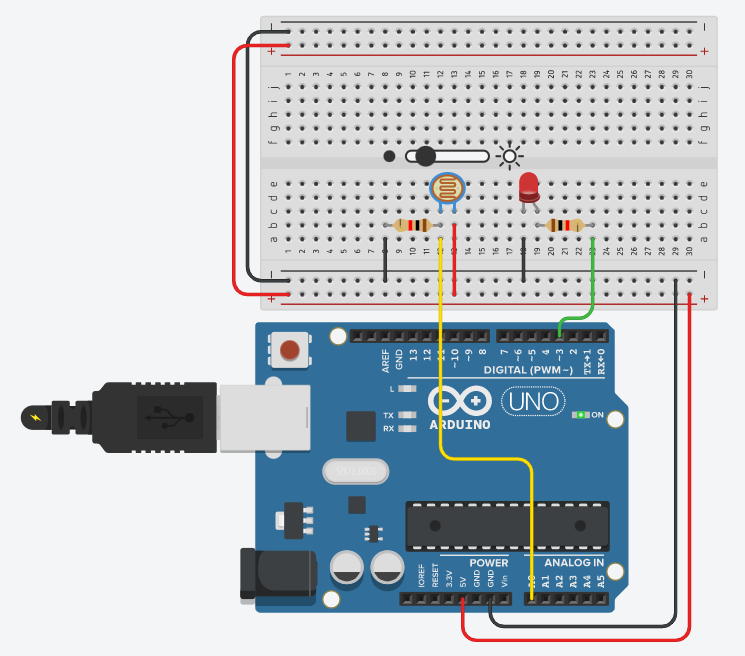 - -
+ +
1 2 3 4 5 6 7 8 9 10 11 12 13 14 15 16 17 18 19 20 21 22 23 24 25 26 27 28 29 30
j j
i i
h h
g g
f f
e e
d d
c c
b b
a a
1 2 3 4 5 6 7 8 9 10 11 12 13 14 15 16 17 18 19 20 21 22 23 24 25 26 27 28 29 30
- -
+ +
AREF GND 13 12 ~11 ~10 ~9 8 7 ~6 ~5 4 ~3 2 TX→1 RX←0
DIGITAL (PWM~)
L
TX
RX
UNO
ARDUINO
ON
POWER ANALOG IN
IOREF RESET 3.3V 5V GND GND Vin A0 A1 A2 A3 A4 A5